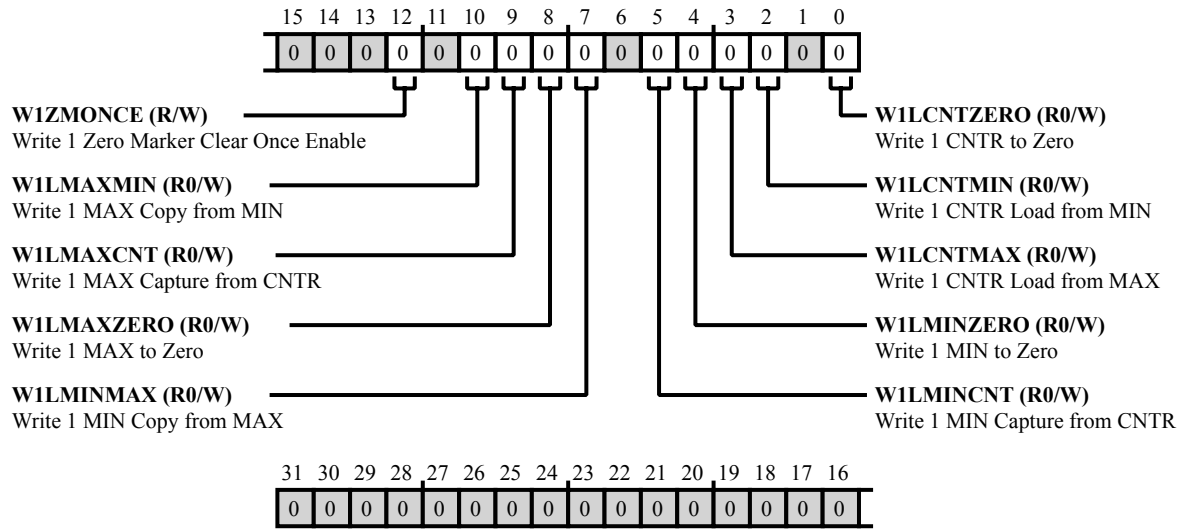 15 14 13 12 11 10 9 8 7 6 5 4 3 2 1 0
0 0 0 0 0 0 0 0 0 0 0 0 0 0 0 0
W1ZMONCE (R/W)
Write 1 Zero Marker Clear Once Enable
W1LMAXMIN (R0/W)
Write 1 MAX Copy from MIN
W1LMAXCNT (R0/W)
Write 1 MAX Capture from CNTR
W1LMAXZERO (R0/W)
Write 1 MAX to Zero
W1LMINMAX (R0/W)
Write 1 MIN Copy from MAX
W1LCNTZERO (R0/W)
Write 1 CNTR to Zero
W1LCNTMIN (R0/W)
Write 1 CNTR Load from MIN
W1LCNTMAX (R0/W)
Write 1 CNTR Load from MAX
W1LMINZERO (R0/W)
Write 1 MIN to Zero
W1LMINCNT (R0/W)
Write 1 MIN Capture from CNTR
31 30 29 28 27 26 25 24 23 22 21 20 19 18 17 16
0 0 0 0 0 0 0 0 0 0 0 0 0 0 0 0